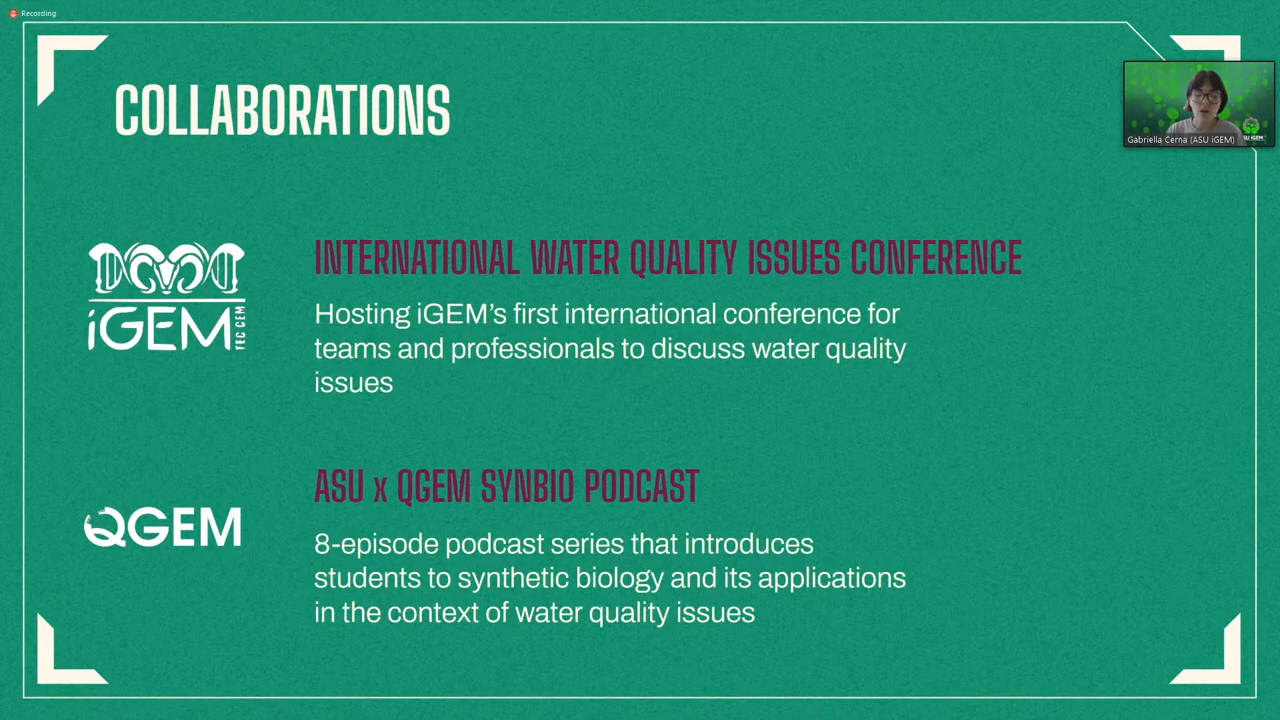 Recording
COLLABORATIONS
Gabriella Cerna (ASU iGEM)
iGEM
TEC CEM
INTERNATIONAL WATER QUALITY ISSUES CONFERENCE
Hosting iGEM’s first international conference for
teams and professionals to discuss water quality
issues
QGEM
ASU x QGEM SYNBIO PODCAST
8-episode podcast series that introduces
students to synthetic biology and its applications
in the context of water quality issues